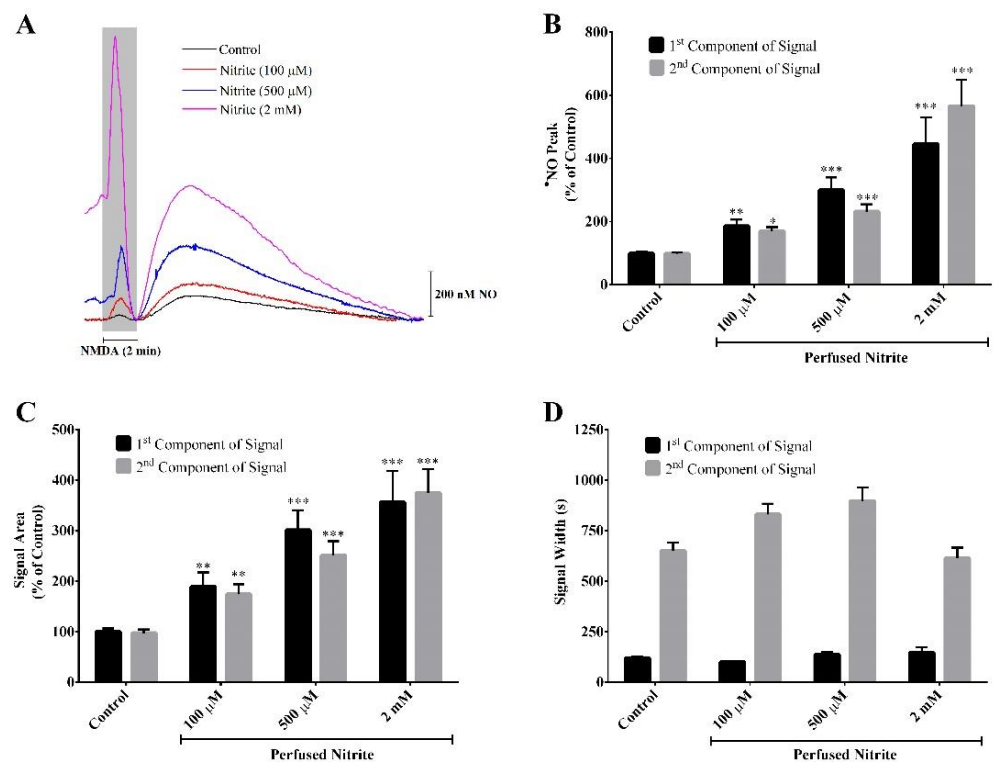 A
Control
Nitrite (100 μM)
Nitrite (500 μM)
Nitrite (2 mM)
200 nM NO
NMDA (2 min)
B
1st Component of Signal
2nd Component of Signal
•NO Peak
(% of Control)
800
600
400
200
0
**
*
***
***
***
***
Control
100 μM
500 μM
2 mM
Perfused Nitrite
C
1st Component of Signal
2nd Component of Signal
Signal Area
(% of Control)
500
400
300
200
100
0
**
**
***
***
***
***
Control
100 μM
500 μM
2 mM
Perfused Nitrite
D
1st Component of Signal
2nd Component of Signal
Signal Width (s)
1250
1000
750
500
250
0
Control
100 μM
500 μM
2 mM
Perfused Nitrite